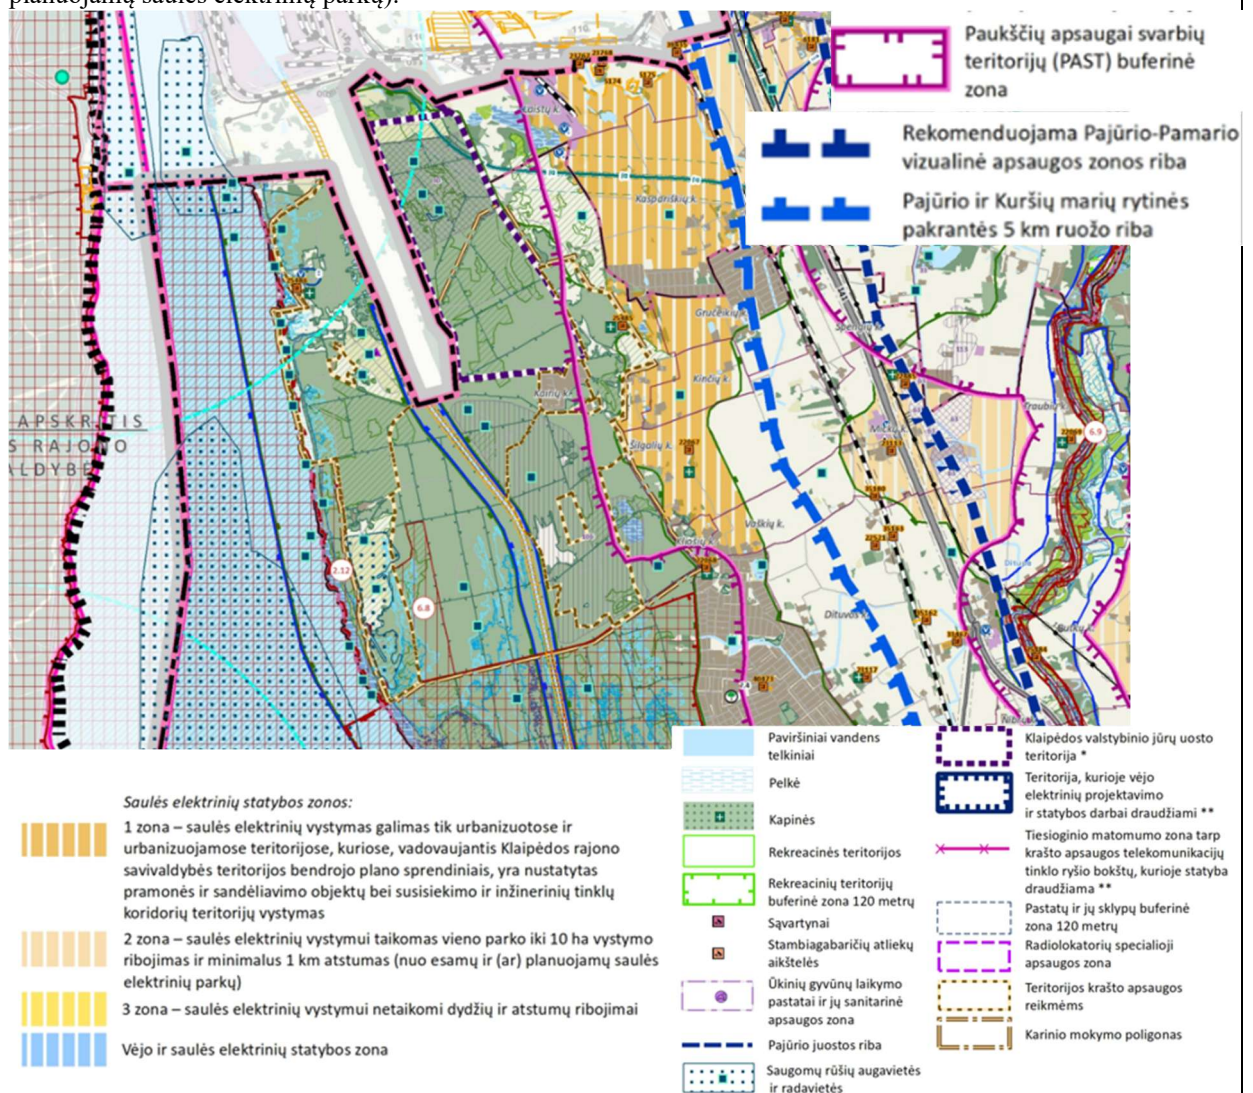 planuojamų saulės elektrinių parkų).
Paukščių apsaugai svarbių
teritorijų (PAST) buferinė
zona
Rekomenduojama Pajūrio-Pamario
vizualinė apsaugos zonos riba
Pajūrio ir Kuršių marių rytinės
pakrantės 5 km ruožo riba
Kaspariškių k.
Gručeikių k.
Kinčių k.
Kairių k.
Šilgalių k.
Vaškių k.
Kliošių k.
Dituvos k.
Mickų k.
Traubių k.
APSKRITIS
S RAJONO
ALDYBĖ
2.12
6.8
6.9
22067
Saulės elektrinių statybos zonos:
1 zona – saulės elektrinių vystymas galimas tik urbanizuotose ir
urbanizuojamose teritorijose, kuriose, vadovaujantis Klaipėdos rajono
savivaldybės teritorijos bendrojo plano sprendiniais, yra nustatytas
pramonės ir sandėliavimo objektų bei susisiekimo ir inžinerinių tinklų
koridorių teritorijų vystymas
2 zona – saulės elektrinių vystymui taikomas vieno parko iki 10 ha vystymo
ribojimas ir minimalus 1 km atstumas (nuo esamų ir (ar) planuojamų saulės
elektrinių parkų)
3 zona – saulės elektrinių vystymui netaikomi dydžių ir atstumų ribojimai
Vėjo ir saulės elektrinių statybos zona
Paviršiniai vandens
telkiniai
Pelkė
Kapinės
Rekreacinės teritorijos
Rekreacinių teritorijų
buferinė zona 120 metrų
Sąvartynai
Stambiagabaričių atliekų
aikštelės
Ūkinių gyvūnų laikymo
pastatai ir jų sanitarinė
apsaugos zona
Pajūrio juostos riba
Saugomų rūšių augavietės
ir radavietės
Klaipėdos valstybinio jūrų uosto
teritorija *
Teritorija, kurioje vėjo
elektrinių projektavimo
ir statybos darbai draudžiami **
Tiesioginio matomumo zona tarp
krašto apsaugos telekomunikacijų
tinklo ryšio bokštų, kurioje statyba
draudžiama **
Pastatų ir jų sklypų buferinė
zona 120 metrų
Radiolokatorių specialioji
apsaugos zona
Teritorijos krašto apsaugos
reikmėms
Karinio mokymo poligonas